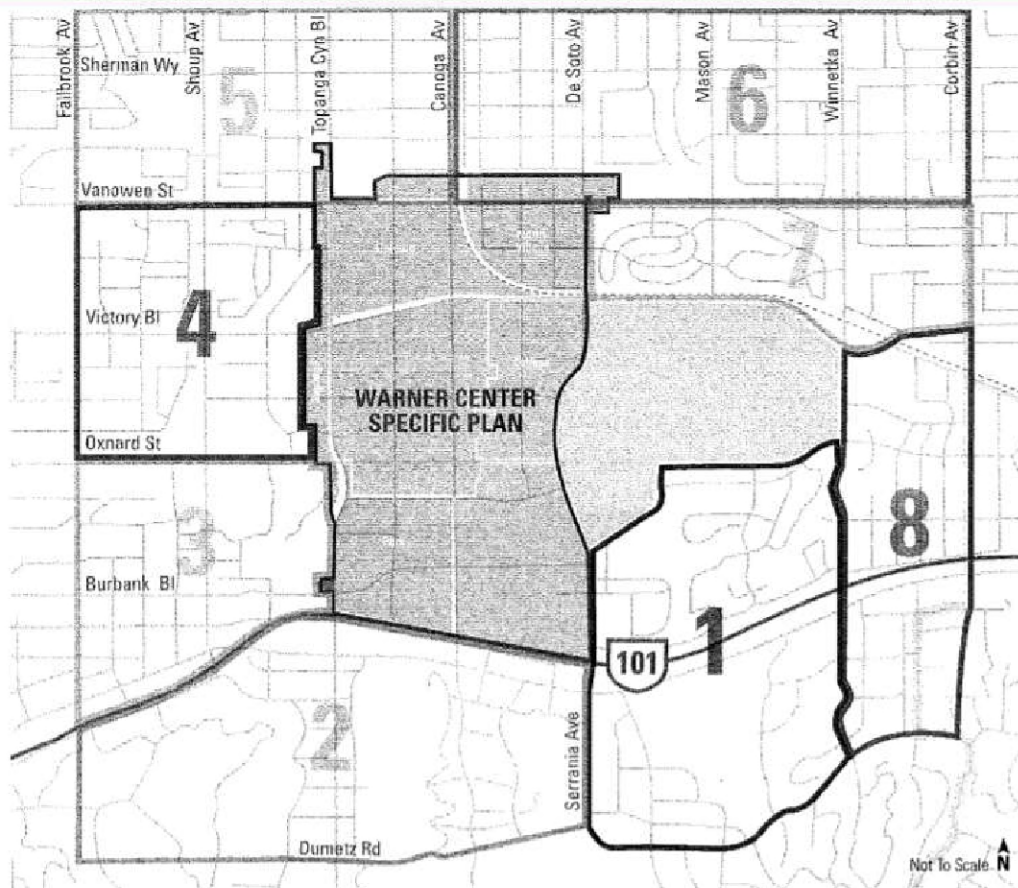 Fallbrook Av
Shoup Av
Topanga Cyn Bl
Canoga Av
De Soto Av
Mason Av
Winnetka Av
Corbin Av
Sherman Wy
5
6
Vanowen St
7
4
Victory Bl
WARNER CENTER
SPECIFIC PLAN
Oxnard St
3
8
Burbank Bl
1
101
2
Serrania Ave
Dumetz Rd
Not To Scale
N